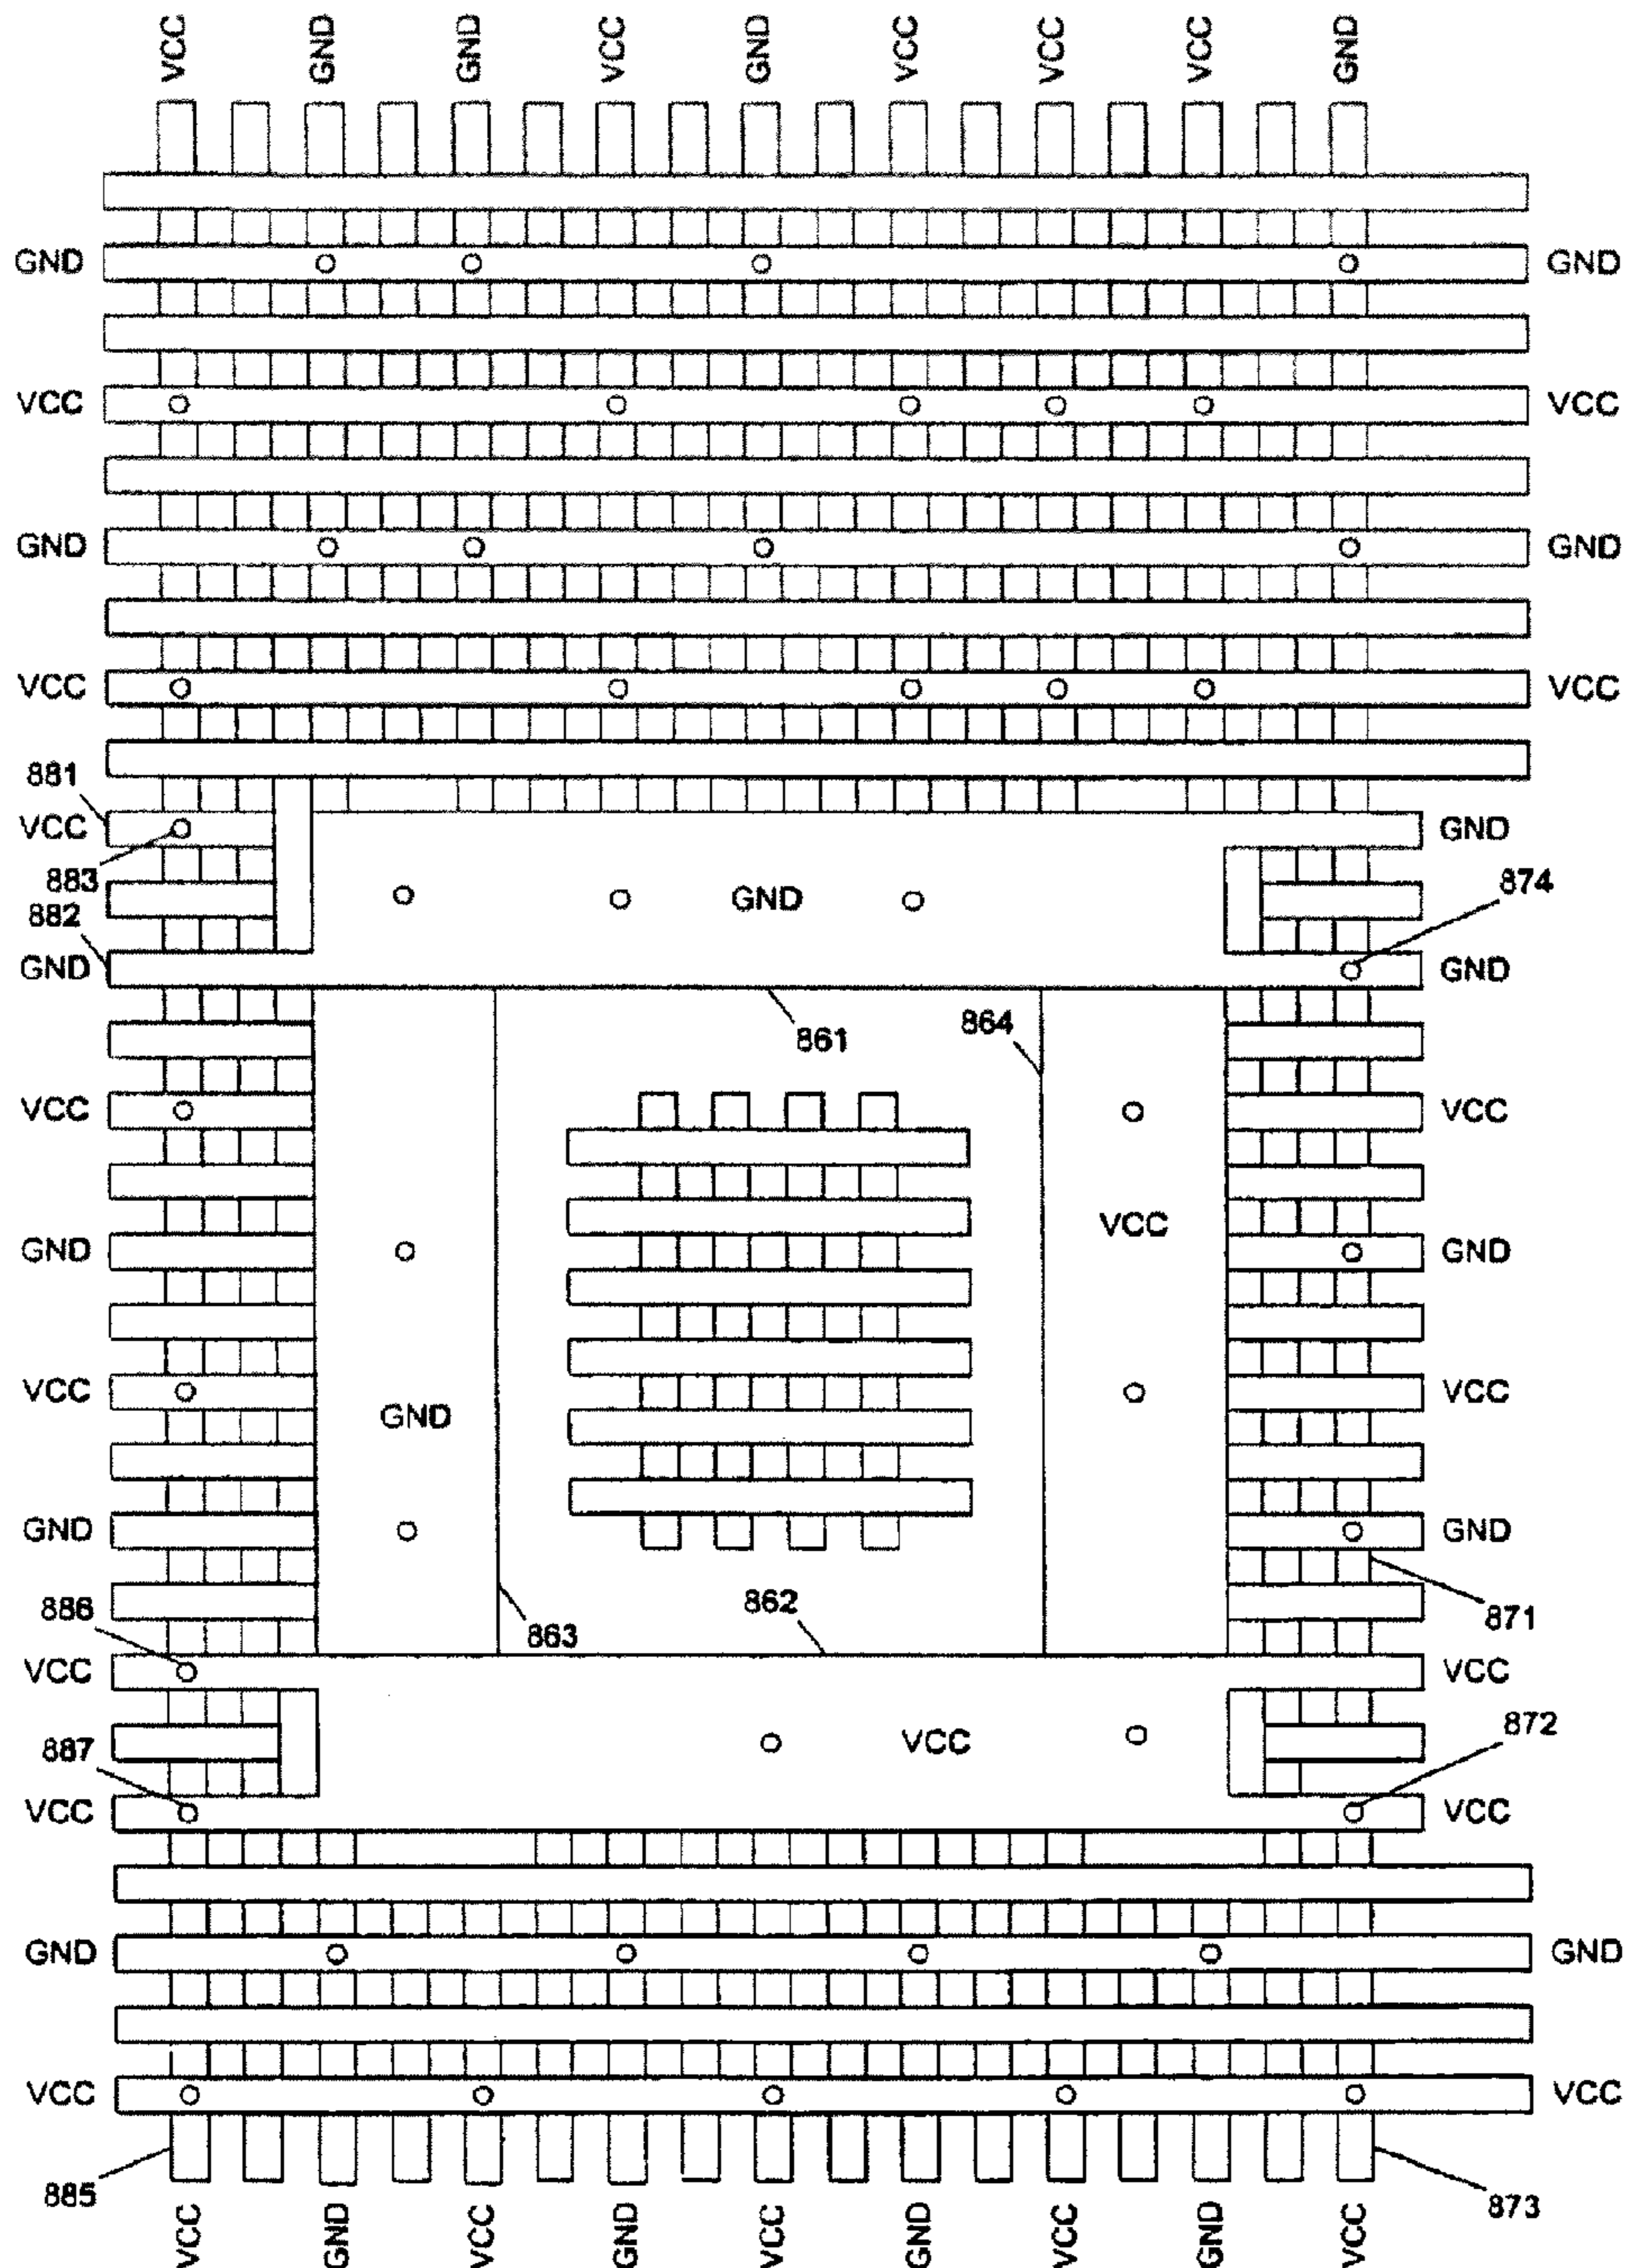 VCC GND GND VCC GND VCC VCC VCC GND
GND GND
VCC VCC
GND GND
VCC VCC
881
VCC GND
883
874
882
GND
GND GND
861
864
VCC VCC
VCC
GND GND
VCC VCC
GND
GND GND
886
862
871
863
VCC VCC
872
887
VCC
VCC VCC
GND GND
VCC VCC
885
873
VCC GND VCC GND VCC GND VCC GND VCC